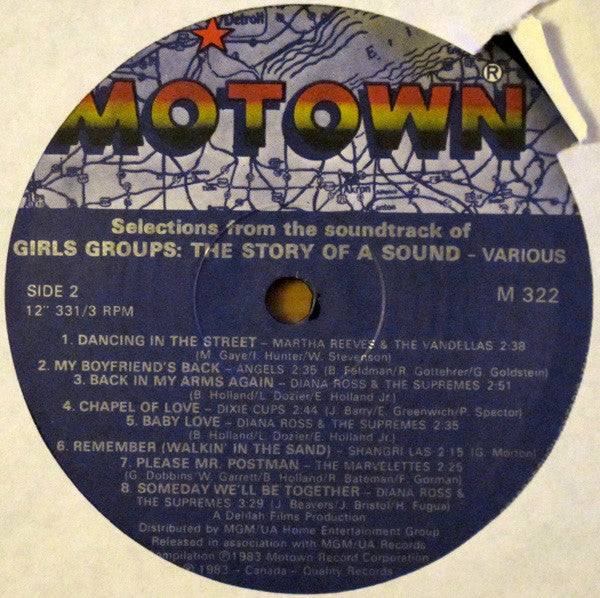 Detroit
MOTOWN®
Akron
Selections from the soundtrack of
GIRLS GROUPS: THE STORY OF A SOUND – VARIOUS
SIDE 2
M 322
12" 331/3 RPM
1. DANCING IN THE STREET – MARTHA REEVES & THE VANDELLAS 2:38
(M. Gaye/I. Hunter/W. Stevenson)
2. MY BOYFRIEND'S BACK – ANGELS 2:35 (B. Feldman/R. Gottehrer/G. Goldstein)
3. BACK IN MY ARMS AGAIN – DIANA ROSS & THE SUPREMES 2:51
(B. Holland/L. Dozier/E. Holland Jr.)
4. CHAPEL OF LOVE – DIXIE CUPS 2:44 (J. Barry/E. Greenwich/P. Spector)
5. BABY LOVE – DIANA ROSS & THE SUPREMES 2:35
(B. Holland/L. Dozier/E. Holland Jr.)
6. REMEMBER (WALKIN' IN THE SAND) – SHANGRI LAS 2:15 (G. Morton)
7. PLEASE MR. POSTMAN – THE MARVELETTES 2:25
(G. Dobbins/W. Garrett/B. Holland/R. Bateman/F. Gorman)
8. SOMEDAY WE'LL BE TOGETHER – DIANA ROSS &
THE SUPREMES 3:29 (J. Beavers/J. Bristol/H. Fugua)
A Delilah Films Production
Distributed by MGM/UA Home Entertainment Group
Released in association with MGM/UA Records
Compilation ℗1983 Motown Record Corporation
℗1983 – Canada – Quality Records